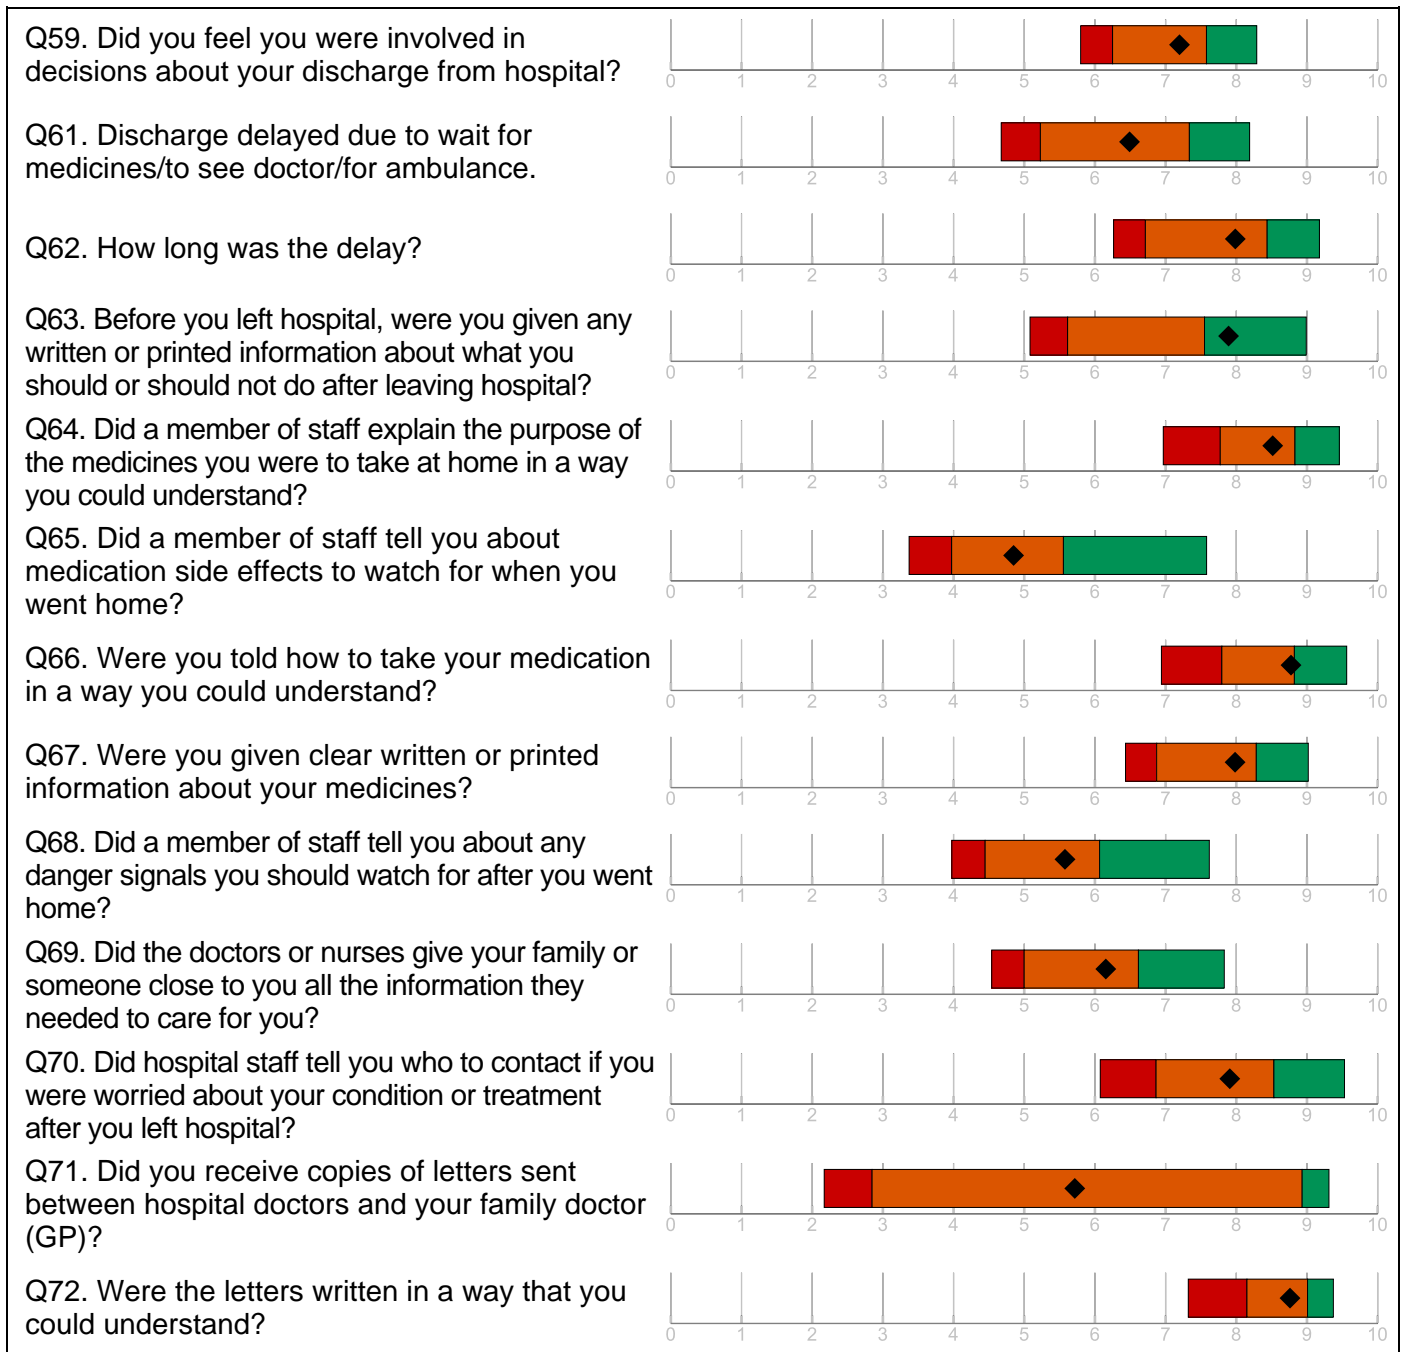 Q59. Did you feel you were involved in
decisions about your discharge from hospital?
0 1 2 3 4 5 6 7 8 9 10
Q61. Discharge delayed due to wait for
medicines/to see doctor/for ambulance.
0 1 2 3 4 5 6 7 8 9 10
Q62. How long was the delay?
0 1 2 3 4 5 6 7 8 9 10
Q63. Before you left hospital, were you given any
written or printed information about what you
should or should not do after leaving hospital?
0 1 2 3 4 5 6 7 8 9 10
Q64. Did a member of staff explain the purpose of
the medicines you were to take at home in a way
you could understand?
0 1 2 3 4 5 6 7 8 9 10
Q65. Did a member of staff tell you about
medication side effects to watch for when you
went home?
0 1 2 3 4 5 6 7 8 9 10
Q66. Were you told how to take your medication
in a way you could understand?
0 1 2 3 4 5 6 7 8 9 10
Q67. Were you given clear written or printed
information about your medicines?
0 1 2 3 4 5 6 7 8 9 10
Q68. Did a member of staff tell you about any
danger signals you should watch for after you went
home?
0 1 2 3 4 5 6 7 8 9 10
Q69. Did the doctors or nurses give your family or
someone close to you all the information they
needed to care for you?
0 1 2 3 4 5 6 7 8 9 10
Q70. Did hospital staff tell you who to contact if you
were worried about your condition or treatment
after you left hospital?
0 1 2 3 4 5 6 7 8 9 10
Q71. Did you receive copies of letters sent
between hospital doctors and your family doctor
(GP)?
0 1 2 3 4 5 6 7 8 9 10
Q72. Were the letters written in a way that you
could understand?
0 1 2 3 4 5 6 7 8 9 10